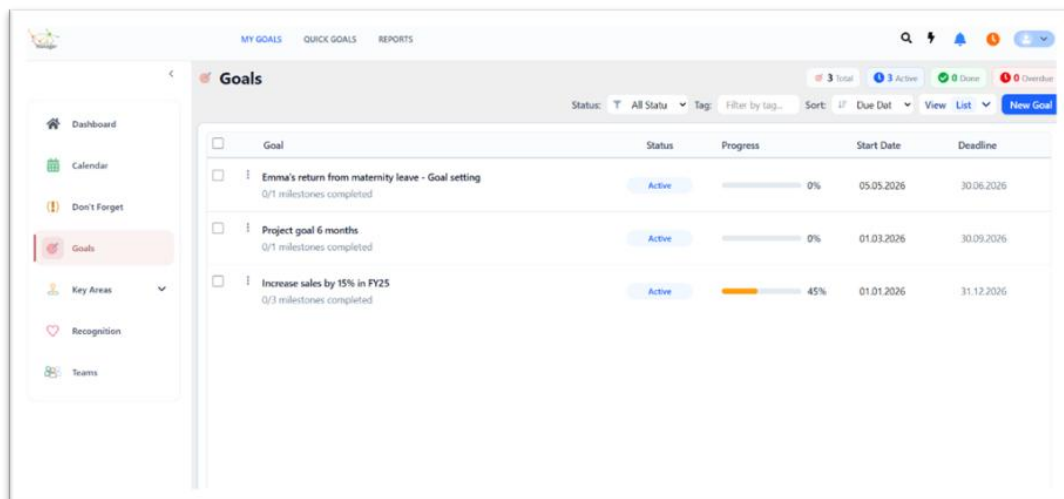 Manager
MY GOALS QUICK GOALS REPORTS
Goals
3 Total 3 Active 0 Done 0 Overdue
Status: All Statu Tag: Filter by tag... Sort: Due Dat View List New Goal
Dashboard
Calendar
Don't Forget
Goals
Key Areas
Recognition
Teams
Goal Status Progress Start Date Deadline
Emma's return from maternity leave - Goal setting
0/1 milestones completed
Active 0% 05.05.2026 30.06.2026
Project goal 6 months
0/1 milestones completed
Active 0% 01.03.2026 30.09.2026
Increase sales by 15% in FY25
0/3 milestones completed
Active 45% 01.01.2026 31.12.2026